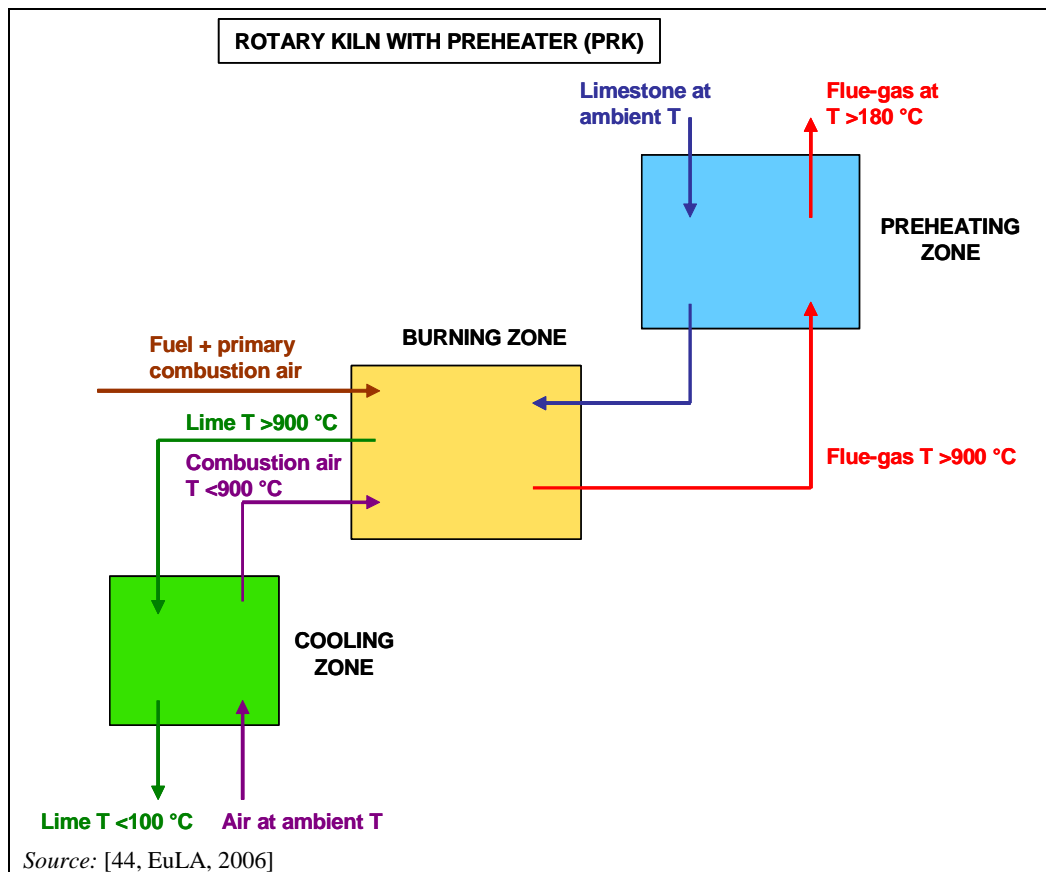 ROTARY KILN WITH PREHEATER (PRK)
Limestone at
ambient T
Flue-gas at
T >180 °C
PREHEATING
ZONE
BURNING ZONE
Fuel + primary
combustion air
Lime T >900 °C
Combustion air
T <900 °C
Flue-gas T >900 °C
COOLING
ZONE
Lime T <100 °C
Air at ambient T
Source: [44, EuLA, 2006]